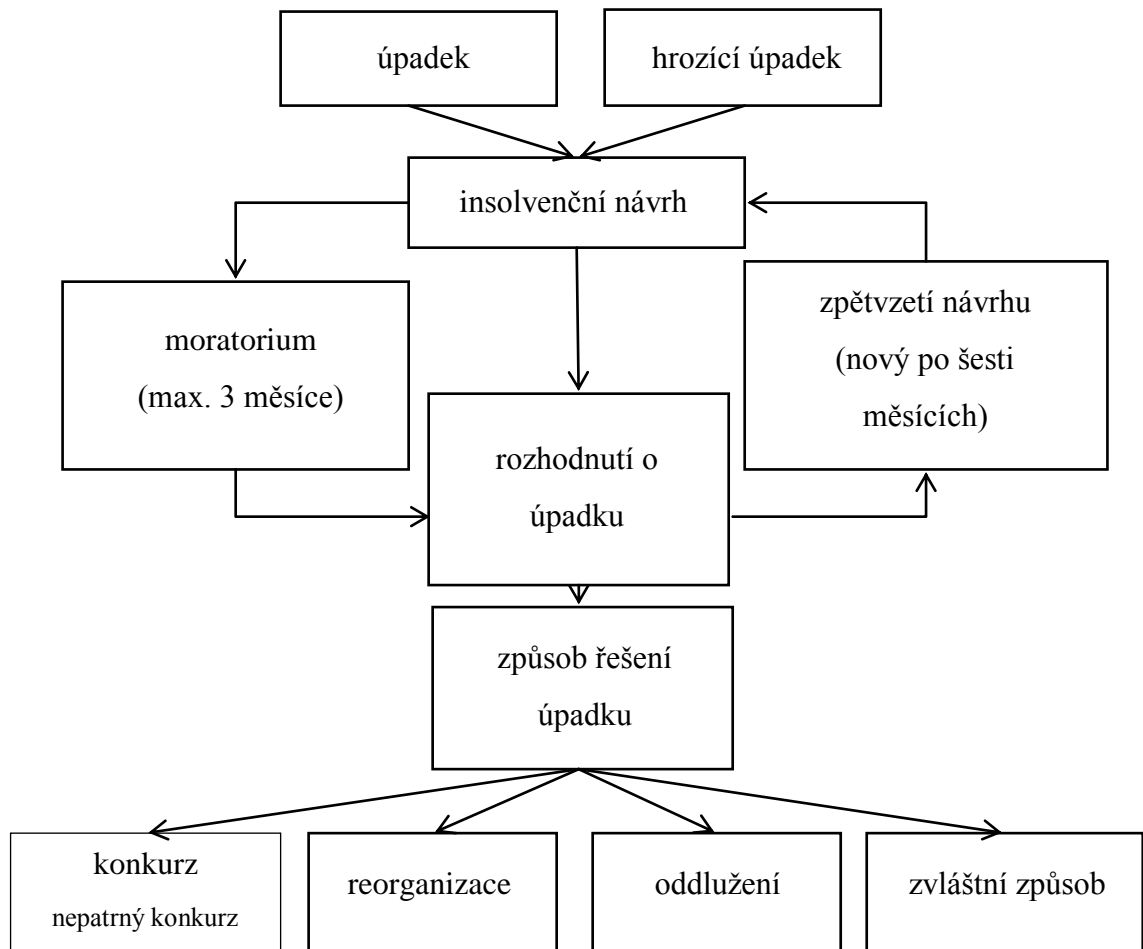 úpadek
hrozící úpadek
insolvenční návrh
moratorium
(max. 3 měsíce)
zpětvzetí návrhu
(nový po šesti
měsících)
rozhodnutí o
úpadku
způsob řešení
úpadku
konkurz
nepatrný konkurz
reorganizace
oddlužení
zvláštní způsob